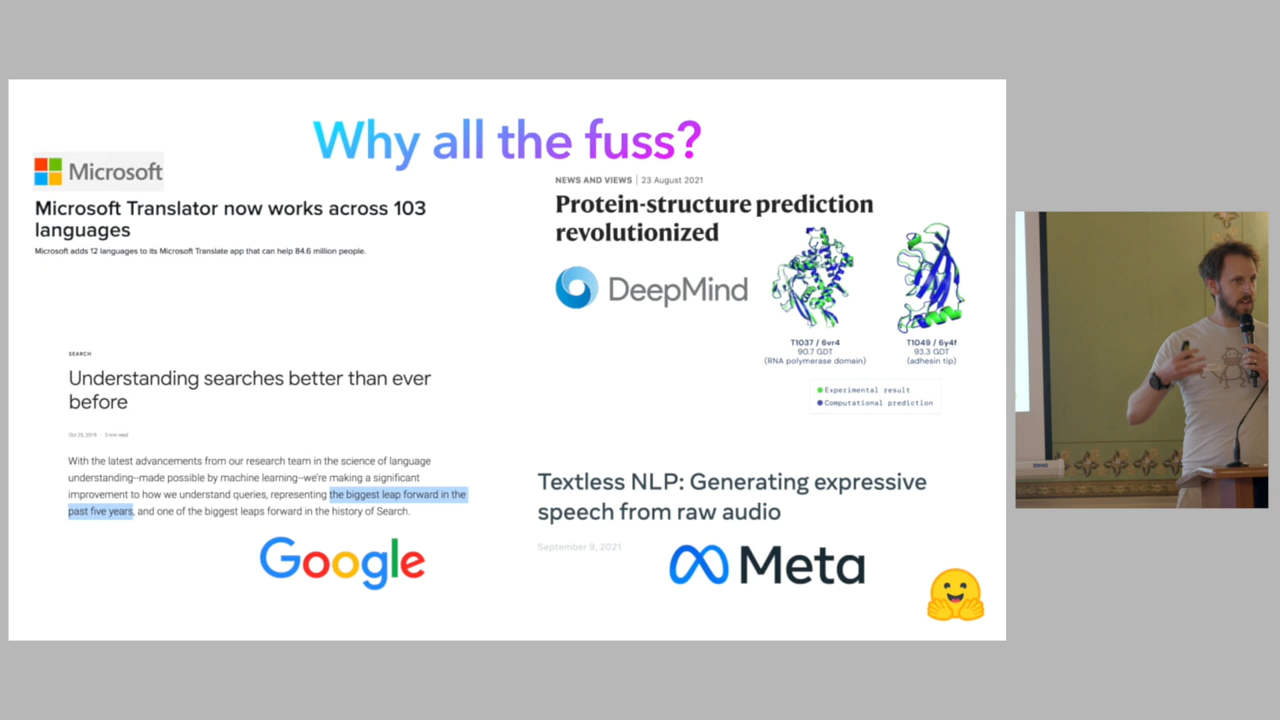 Why all the fuss?
Microsoft
Microsoft Translator now works across 103
languages
Microsoft adds 12 languages to its Microsoft Translate app that can help 84.6 million people.
NEWS AND VIEWS | 23 August 2021
Protein-structure prediction
revolutionized
DeepMind
T1037 / 6vr4
90.7 GDT
(RNA polymerase domain)
T1049 / 6y4f
93.3 GDT
(adhesin tip)
Experimental result
Computational prediction
SEARCH
Understanding searches better than ever
before
Oct 25, 2019 · 3 min read
With the latest advancements from our research team in the science of language
understanding--made possible by machine learning--we're making a significant
improvement to how we understand queries, representing the biggest leap forward in the
past five years, and one of the biggest leaps forward in the history of Search.
Google
Textless NLP: Generating expressive
speech from raw audio
September 9, 2021
Meta